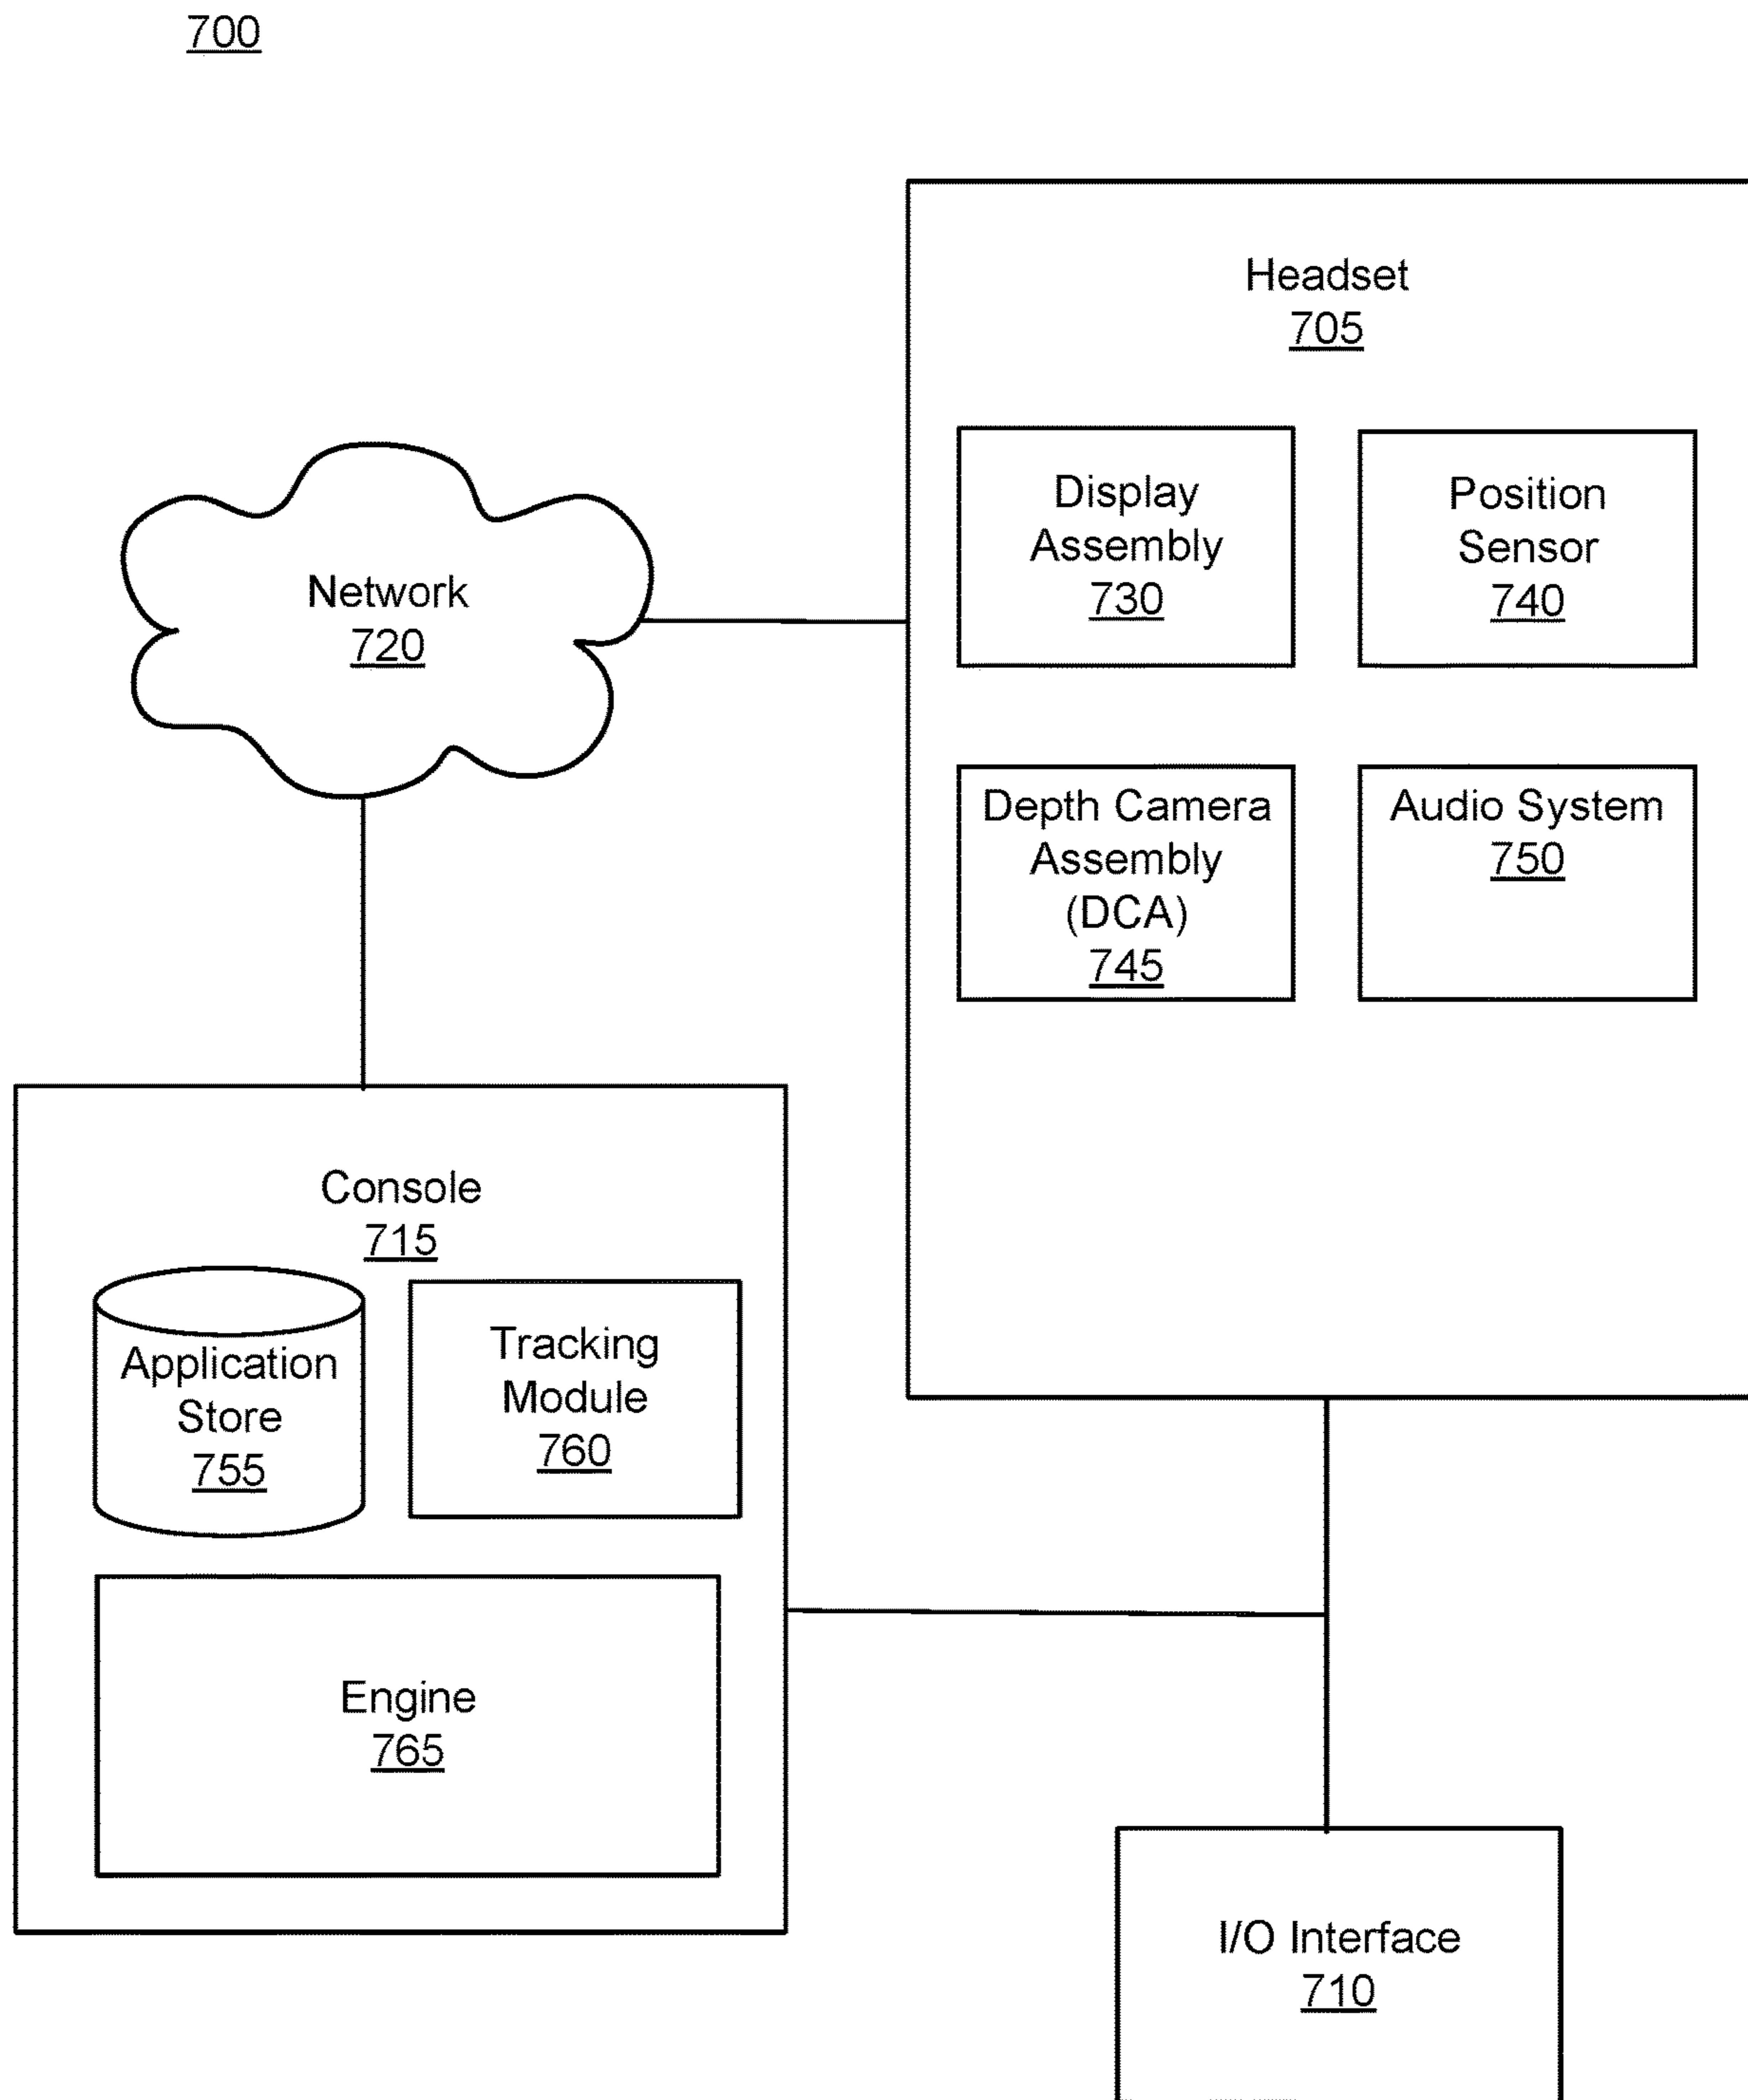 700
Headset
705
Display
Assembly
730
Position
Sensor
740
Network
720
Depth Camera
Assembly
(DCA)
745
Audio System
750
Console
715
Application
Store
755
Tracking
Module
760
Engine
765
I/O Interface
710